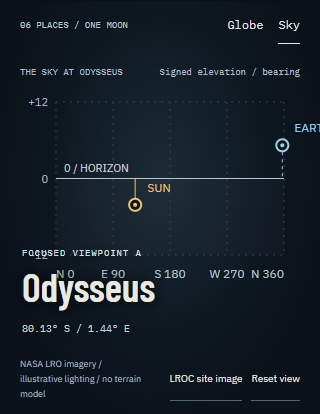 06 PLACES / ONE MOON
Globe Sky
THE SKY AT ODYSSEUS
Signed elevation / bearing
+12
EART
0 / HORIZON
0
SUN
FOCUSED VIEWPOINT A
N 0 E 90 S 180 W 270 N 360
Odysseus
80.13° S / 1.44° E
NASA LRO imagery /
illustrative lighting / no terrain
model
LROC site image Reset view